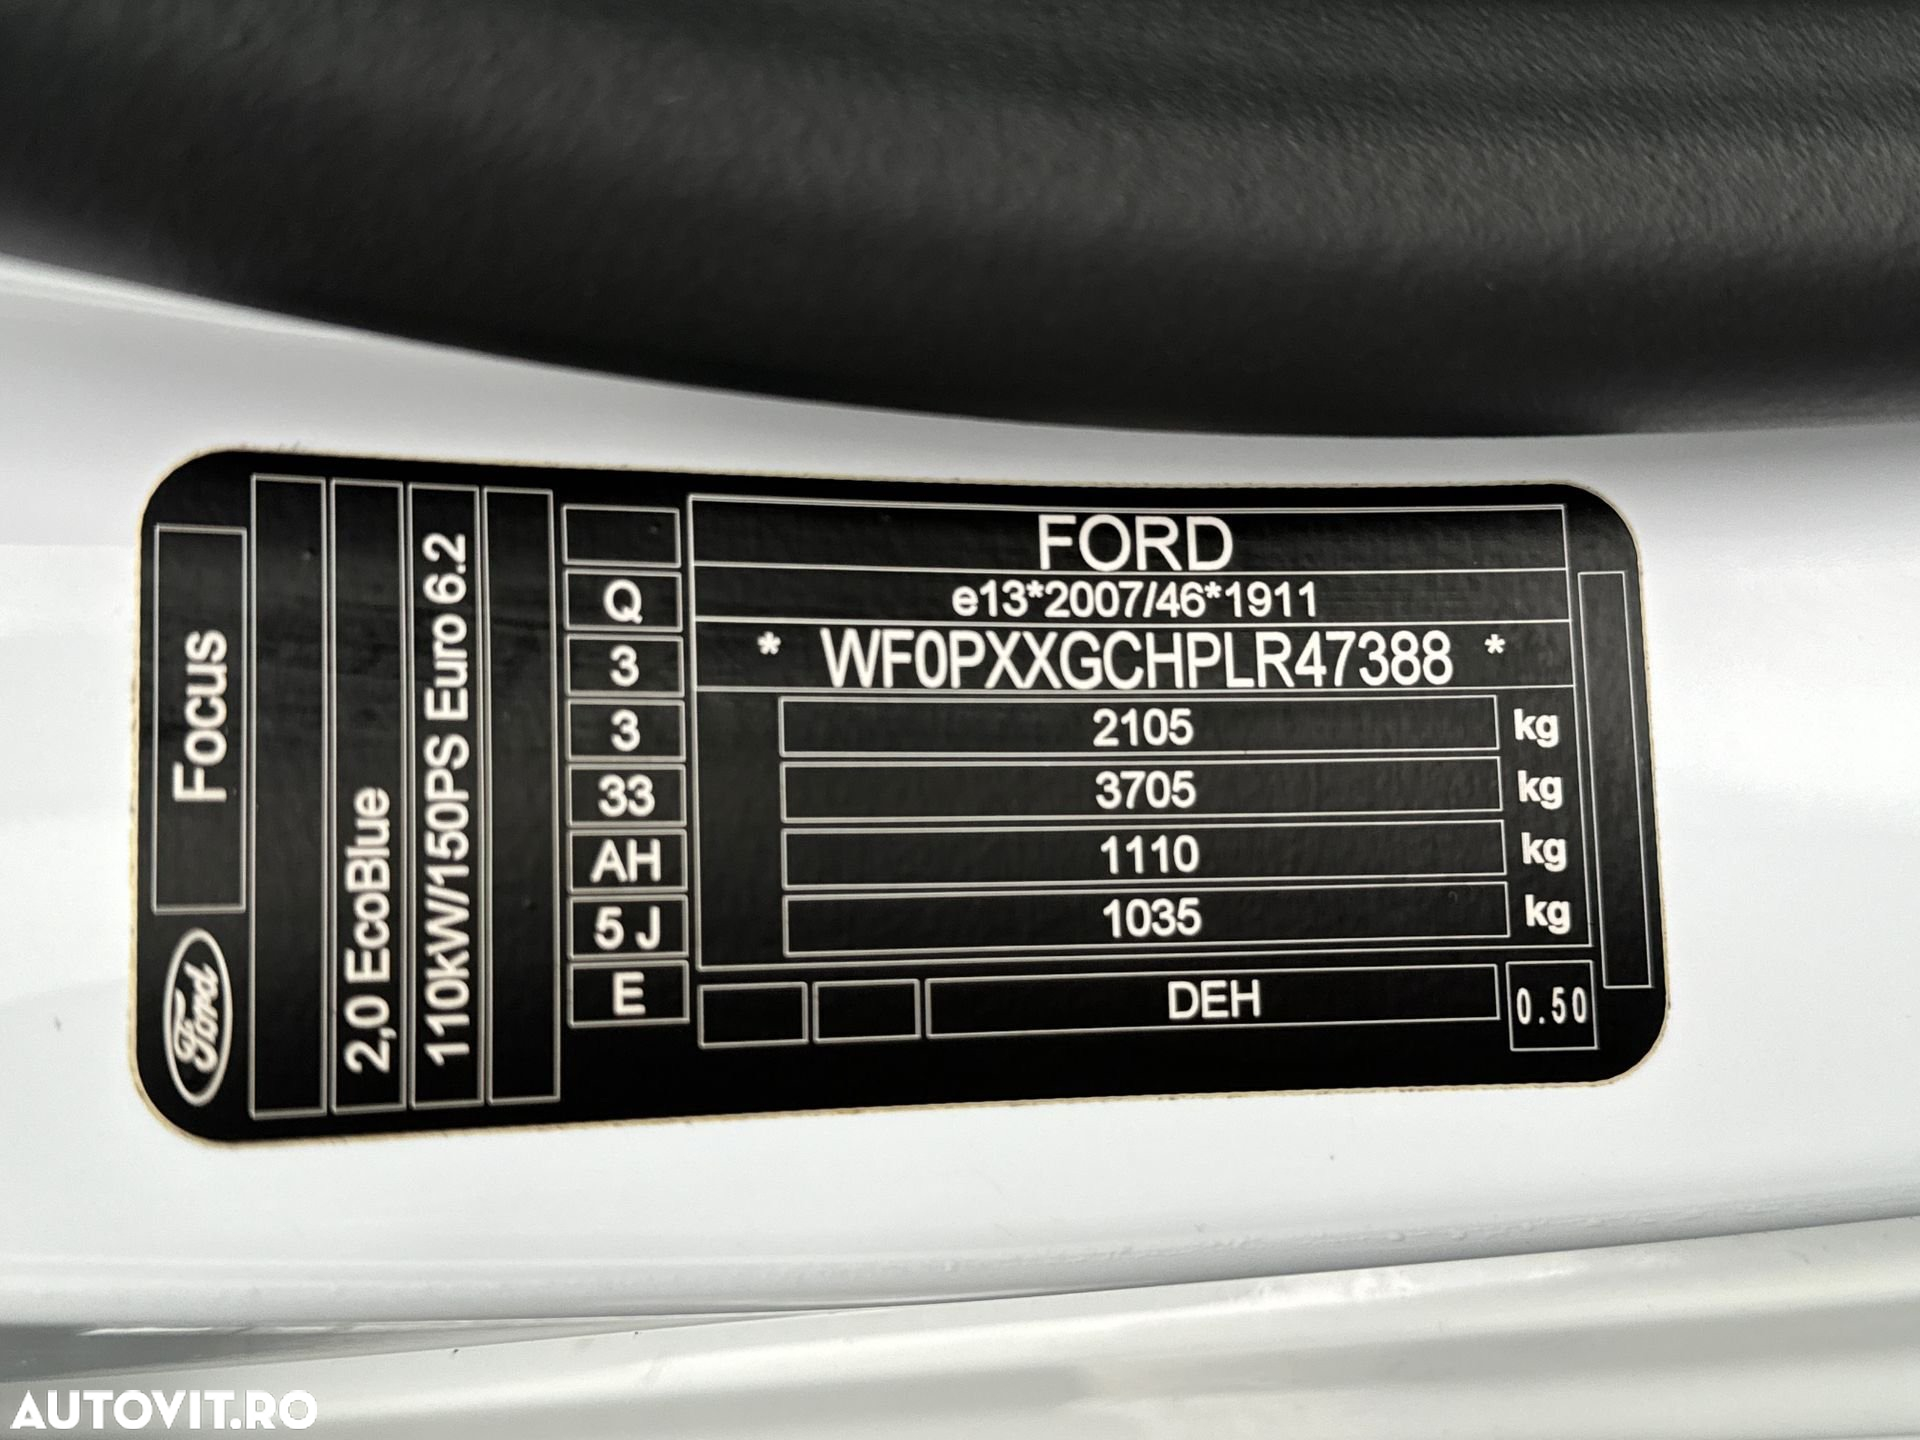 Ford
Focus
2,0 EcoBlue
110kW/150PS Euro 6.2
Q
3
3
33
AH
5 J
E
FORD
e13*2007/46*1911
* WF0PXXGCHPLR47388 *
2105 kg
3705 kg
1110 kg
1035 kg
DEH
0.50
AUTOVIT.RO